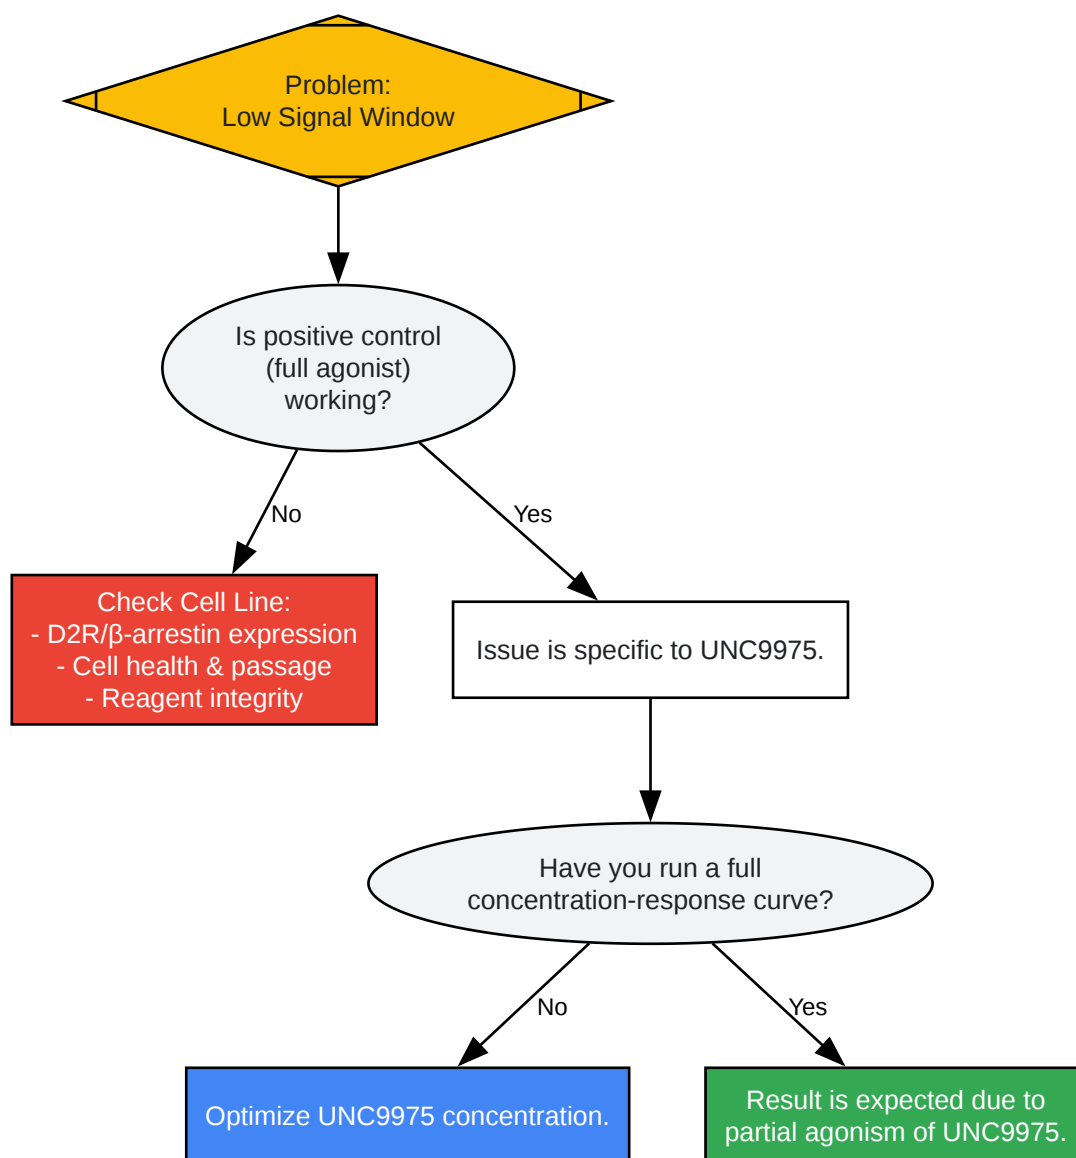 Problem:
Low Signal Window
Is positive control
(full agonist)
working?
No
Yes
Check Cell Line:
- D2R/β-arrestin expression
- Cell health & passage
- Reagent integrity
Issue is specific to UNC9975.
Have you run a full
concentration-response curve?
No
Yes
Optimize UNC9975 concentration.
Result is expected due to
partial agonism of UNC9975.